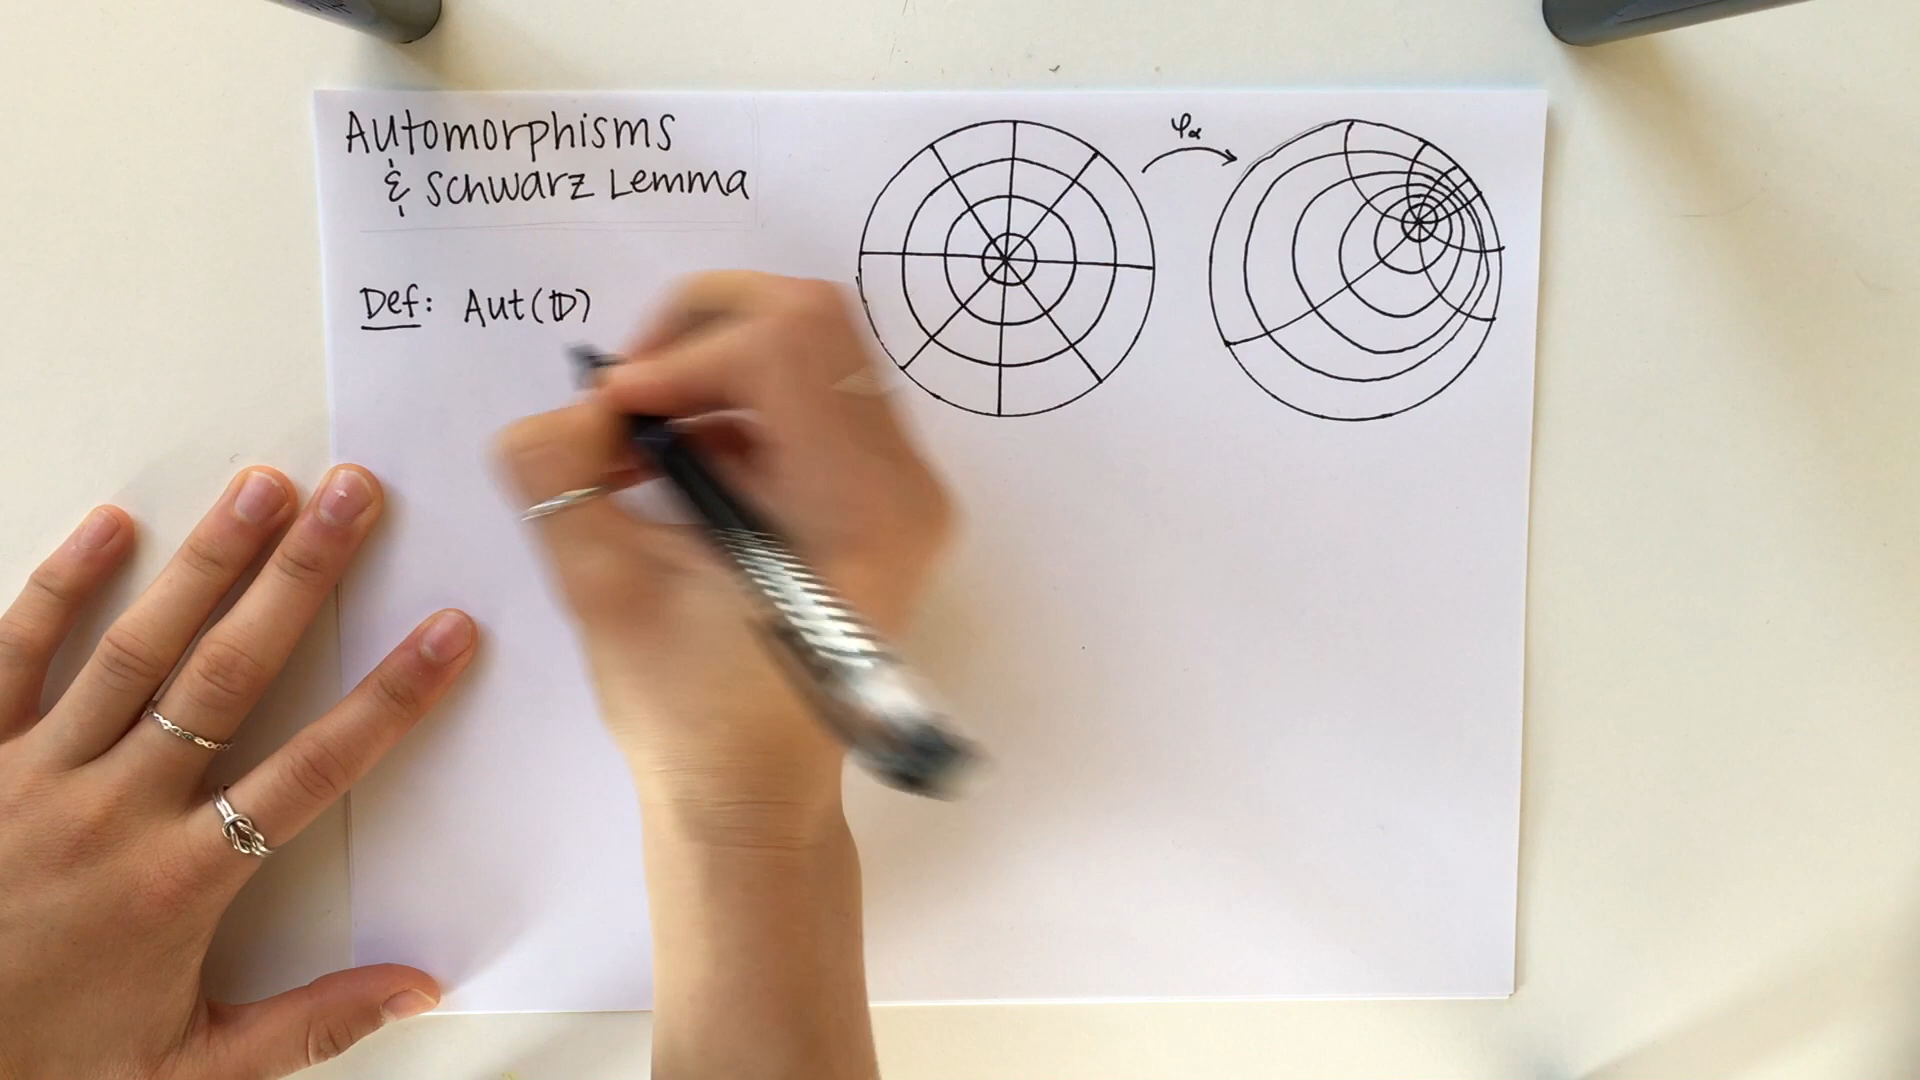 Automorphisms
& Schwarz Lemma
φα
Def: Aut(𝔻)